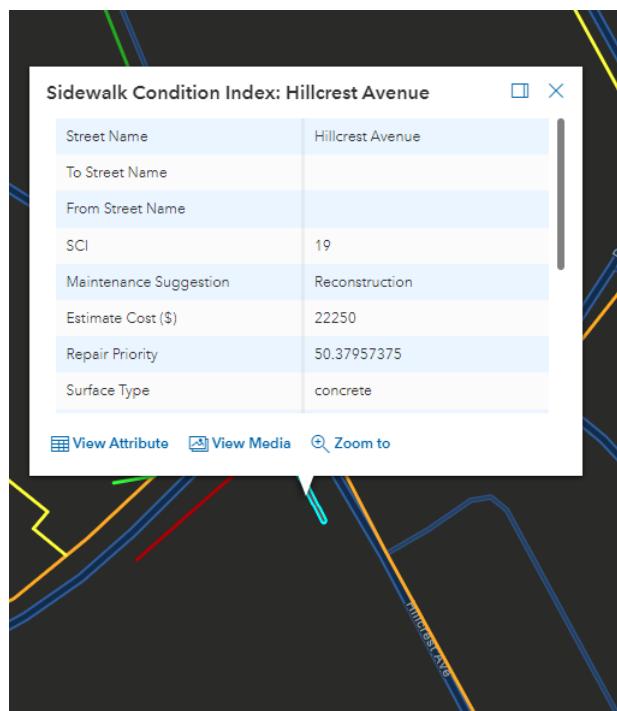 Sidewalk Condition Index: Hillcrest Avenue
Street Name Hillcrest Avenue
To Street Name
From Street Name
SCI 19
Maintenance Suggestion Reconstruction
Estimate Cost ($) 22250
Repair Priority 50.37957375
Surface Type concrete
View Attribute View Media Zoom to
Hillcrest Ave